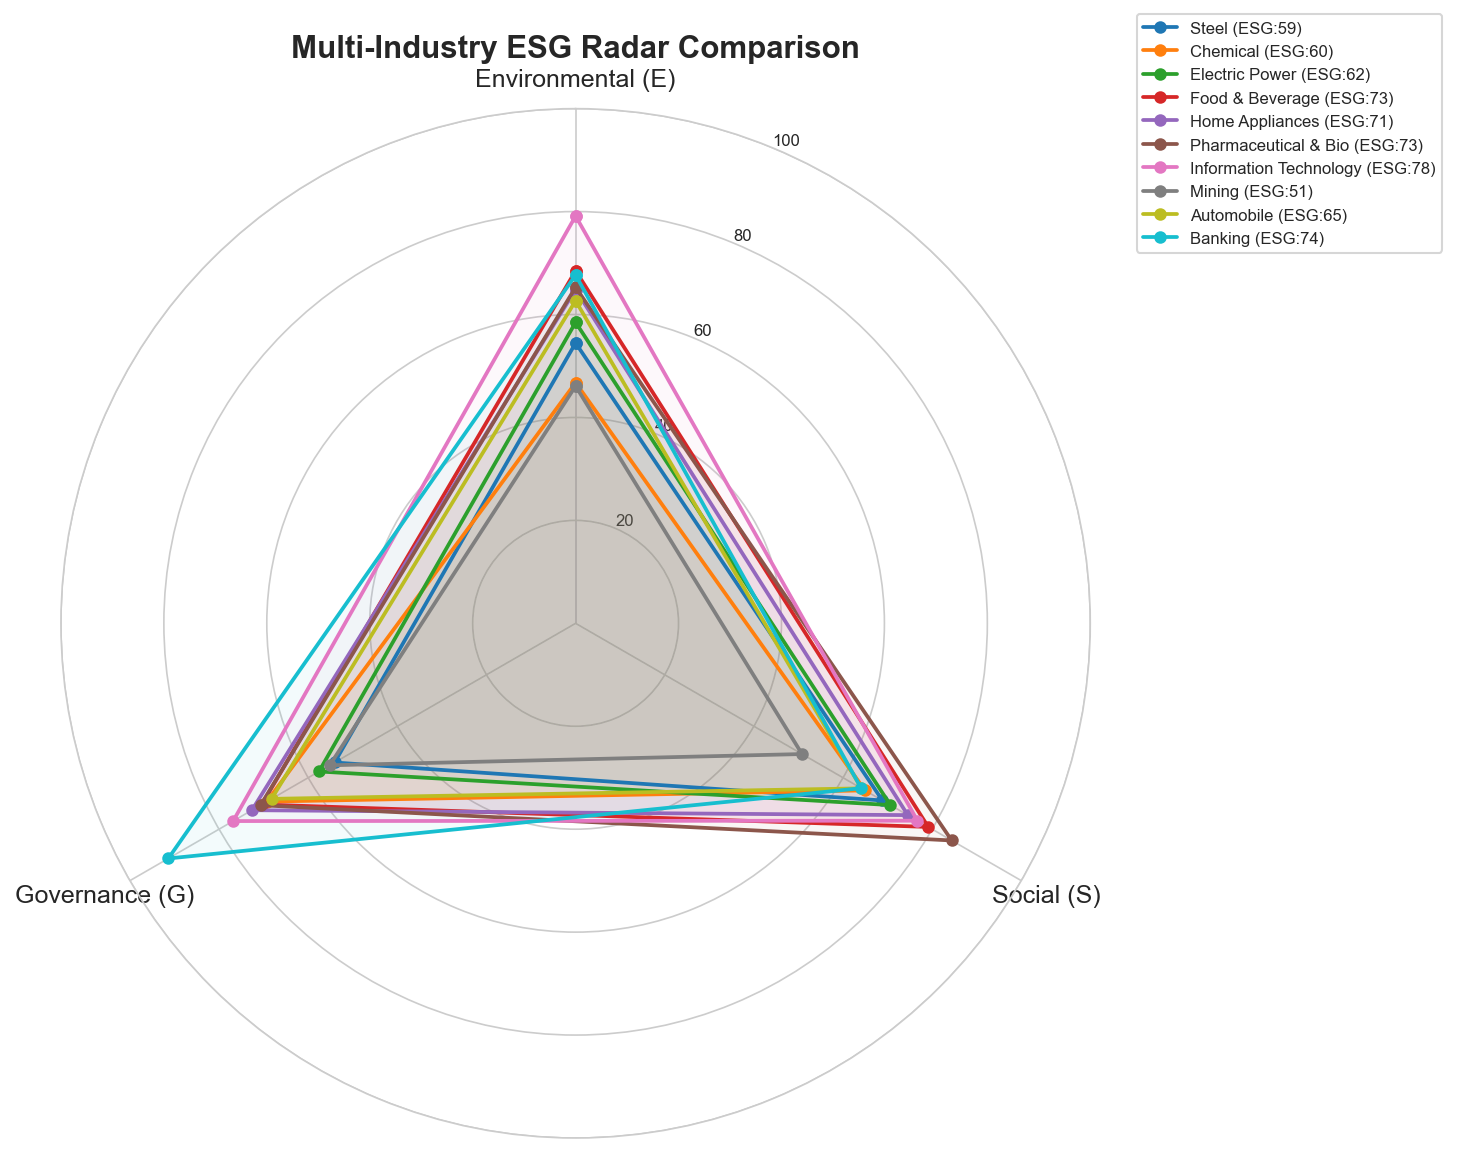 Multi-Industry ESG Radar Comparison
Environmental (E)
100
80
60
40
20
Governance (G)
Social (S)
Steel (ESG:59)
Chemical (ESG:60)
Electric Power (ESG:62)
Food & Beverage (ESG:73)
Home Appliances (ESG:71)
Pharmaceutical & Bio (ESG:73)
Information Technology (ESG:78)
Mining (ESG:51)
Automobile (ESG:65)
Banking (ESG:74)